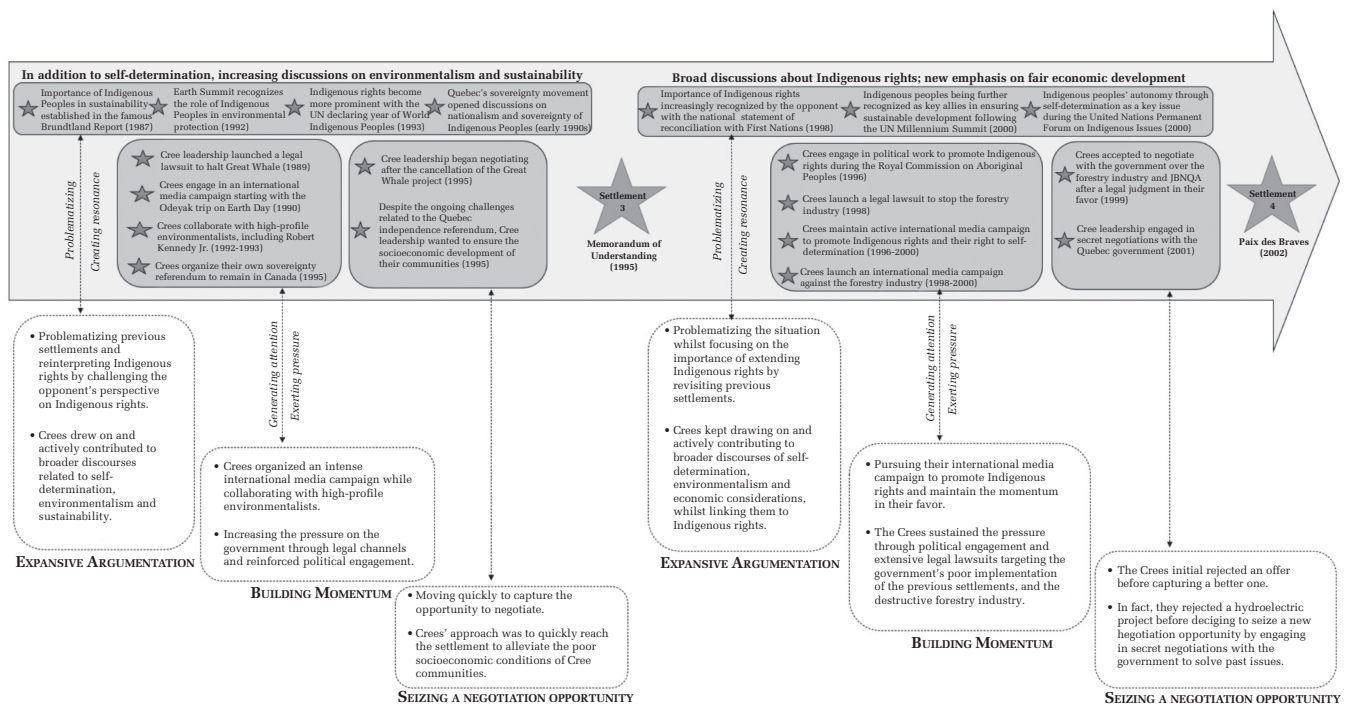 In addition to self-determination, increasing discussions on environmentalism and sustainability
Importance of Indigenous
Peoples in sustainability
established in the famous
Brundtland Report (1987)
Earth Summit recognizes
the role of Indigenous
Peoples in environmental
protection (1992)
Indigenous rights become
more prominent with the
UN declaring year of World
Indigenous Peoples (1993)
Quebec's sovereignty movement
opened discussions on
nationalism and sovereignty of
Indigenous Peoples (early 1990s)
Problematizing
Creating resonance
Cree leadership launched a legal
lawsuit to halt Great Whale (1989)
Crees engage in an international
media campaign starting with the
Odeyak trip on Earth Day (1990)
Crees collaborate with high-profile
environmentalists, including Robert
Kennedy Jr. (1992-1993)
Crees organize their own sovereignty
referendum to remain in Canada (1995)
Cree leadership began negotiating
after the cancellation of the Great
Whale project (1995)
Despite the ongoing challenges
related to the Quebec
independence referendum, Cree
leadership wanted to ensure the
socioeconomic development of
their communities (1995)
Settlement
3
Memorandum of
Understanding
(1995)
Broad discussions about Indigenous rights; new emphasis on fair economic development
Importance of Indigenous rights
increasingly recognized by the opponent
with the national statement of
reconciliation with First Nations (1998)
Indigenous peoples being further
recognized as key allies in ensuring
sustainable development following
the UN Millennium Summit (2000)
Indigenous peoples' autonomy through
self-determination as a key issue
during the United Nations Permanent
Forum on Indigenous Issues (2000)
Problematizing
Creating resonance
Crees engage in political work to promote Indigenous
rights during the Royal Commission on Aboriginal
Peoples (1996)
Crees launch a legal lawsuit to stop the forestry
industry (1998)
Crees maintain active international media campaign
to promote Indigenous rights and their right to self-
determination (1996-2000)
Crees launch an international media campaign
against the forestry industry (1998-2000)
Crees accepted to negotiate
with the government over the
forestry industry and JBNQA
after a legal judgment in their
favor (1999)
Cree leadership engaged in
secret negotiations with the
Quebec government (2001)
Settlement
4
Paix des Braves
(2002)
• Problematizing previous
settlements and
reinterpreting Indigenous
rights by challenging the
opponent's perspective
on Indigenous rights.
• Crees drew on and
actively contributed to
broader discourses
related to self-
determination,
environmentalism and
sustainability.
EXPANSIVE ARGUMENTATION
Generating attention
Exerting pressure
• Crees organized an intense
international media campaign while
collaborating with high-profile
environmentalists.
• Increasing the pressure on the
government through legal channels
and reinforced political engagement.
BUILDING MOMENTUM
• Moving quickly to capture the
opportunity to negotiate.
• Crees' approach was to quickly reach
the settlement to alleviate the poor
socioeconomic conditions of Cree
communities.
SEIZING A NEGOTIATION OPPORTUNITY
• Problematizing the situation
whilst focusing on the
importance of extending
Indigenous rights by
revisiting previous
settlements.
• Crees kept drawing on and
actively contributing to
broader discourses of self-
determination,
environmentalism and
economic considerations,
whilst linking them to
Indigenous rights.
EXPANSIVE ARGUMENTATION
Generating attention
Exerting pressure
• Pursuing their international media
campaign to promote Indigenous
rights and maintain the momentum
in their favor.
• The Crees sustained the pressure
through political engagement and
extensive legal lawsuits targeting the
government's poor implementation
of the previous settlements, and the
destructive forestry industry.
BUILDING MOMENTUM
• The Crees initial rejected an offer
before capturing a better one.
• In fact, they rejected a hydroelectric
project before deciging to seize a new
hegotiation opportunity by engaging
in secret negotiations with the
government to solve past issues.
SEIZING A NEGOTIATION OPPORTUNITY